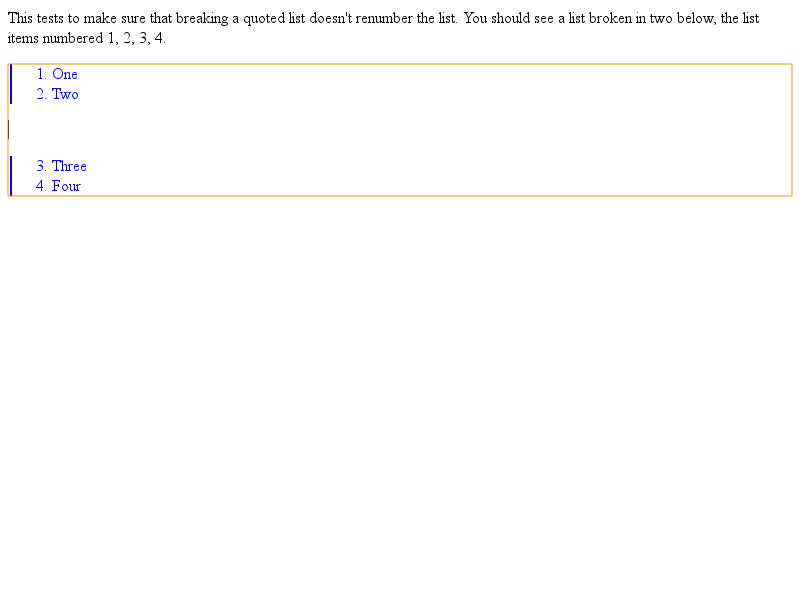 This tests to make sure that breaking a quoted list doesn't renumber the list. You should see a list broken in two below, the list
items numbered 1, 2, 3, 4.
1. One
2. Two
3. Three
4. Four